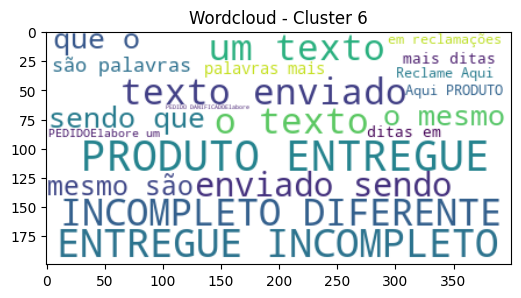 Wordcloud - Cluster 6
0
25
50
75
100
125
150
175
0 50 100 150 200 250 300 350
que o
um texto
em reclamações
são palavras
palavras mais
mais ditas
Reclame Aqui
texto enviado
Aqui PRODUTO
PEDIDO DANIFICADOElabore
sendo que
o texto
o mesmo
PEDIDOElabore um
ditas em
PRODUTO ENTREGUE
mesmo são
enviado sendo
INCOMPLETO DIFERENTE
ENTREGUE INCOMPLETO